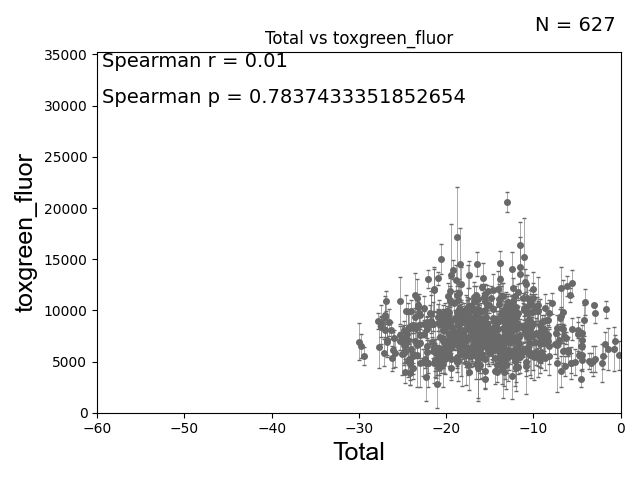 N = 627
Total vs toxgreen_fluor
Spearman r = 0.01
Spearman p = 0.7837433351852654
35000
30000
25000
20000
15000
10000
5000
0
toxgreen_fluor
−60 −50 −40 −30 −20 −10 0
Total